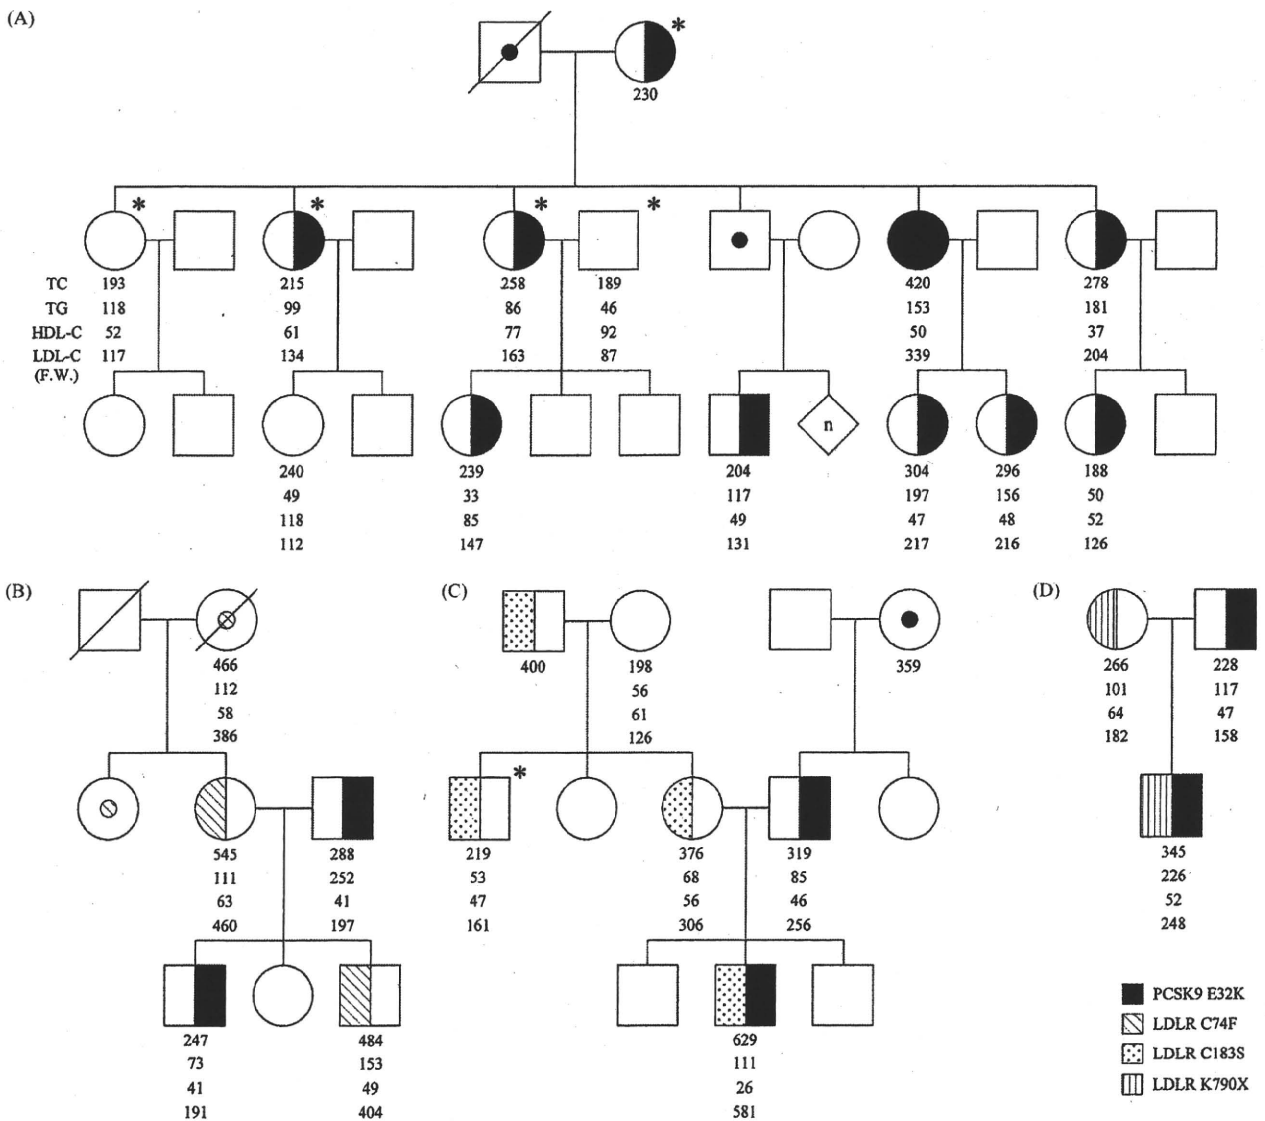 (A)
*
230
* * * *
TC 193 215 258 189 420 278
TG 118 99 86 46 153 181
HDL-C 52 61 77 92 50 37
LDL-C 117 134 163 87 339 204
(F.W.)
n
240 239 204 304 296 188
49 33 117 197 156 50
118 85 49 47 48 52
112 147 131 217 216 126
(B) (C) (D)
466 400 198 359 266 228
112 56 101 117
58 61 64 47
386 126 182 158
*
545 288 219 376 319 345
111 252 53 68 85 226
63 41 47 56 46 52
460 197 161 306 256 248
PCSK9 E32K
LDLR C74F
LDLR C183S
LDLR K790X
247 484 629
73 153 111
41 49 26
191 404 581